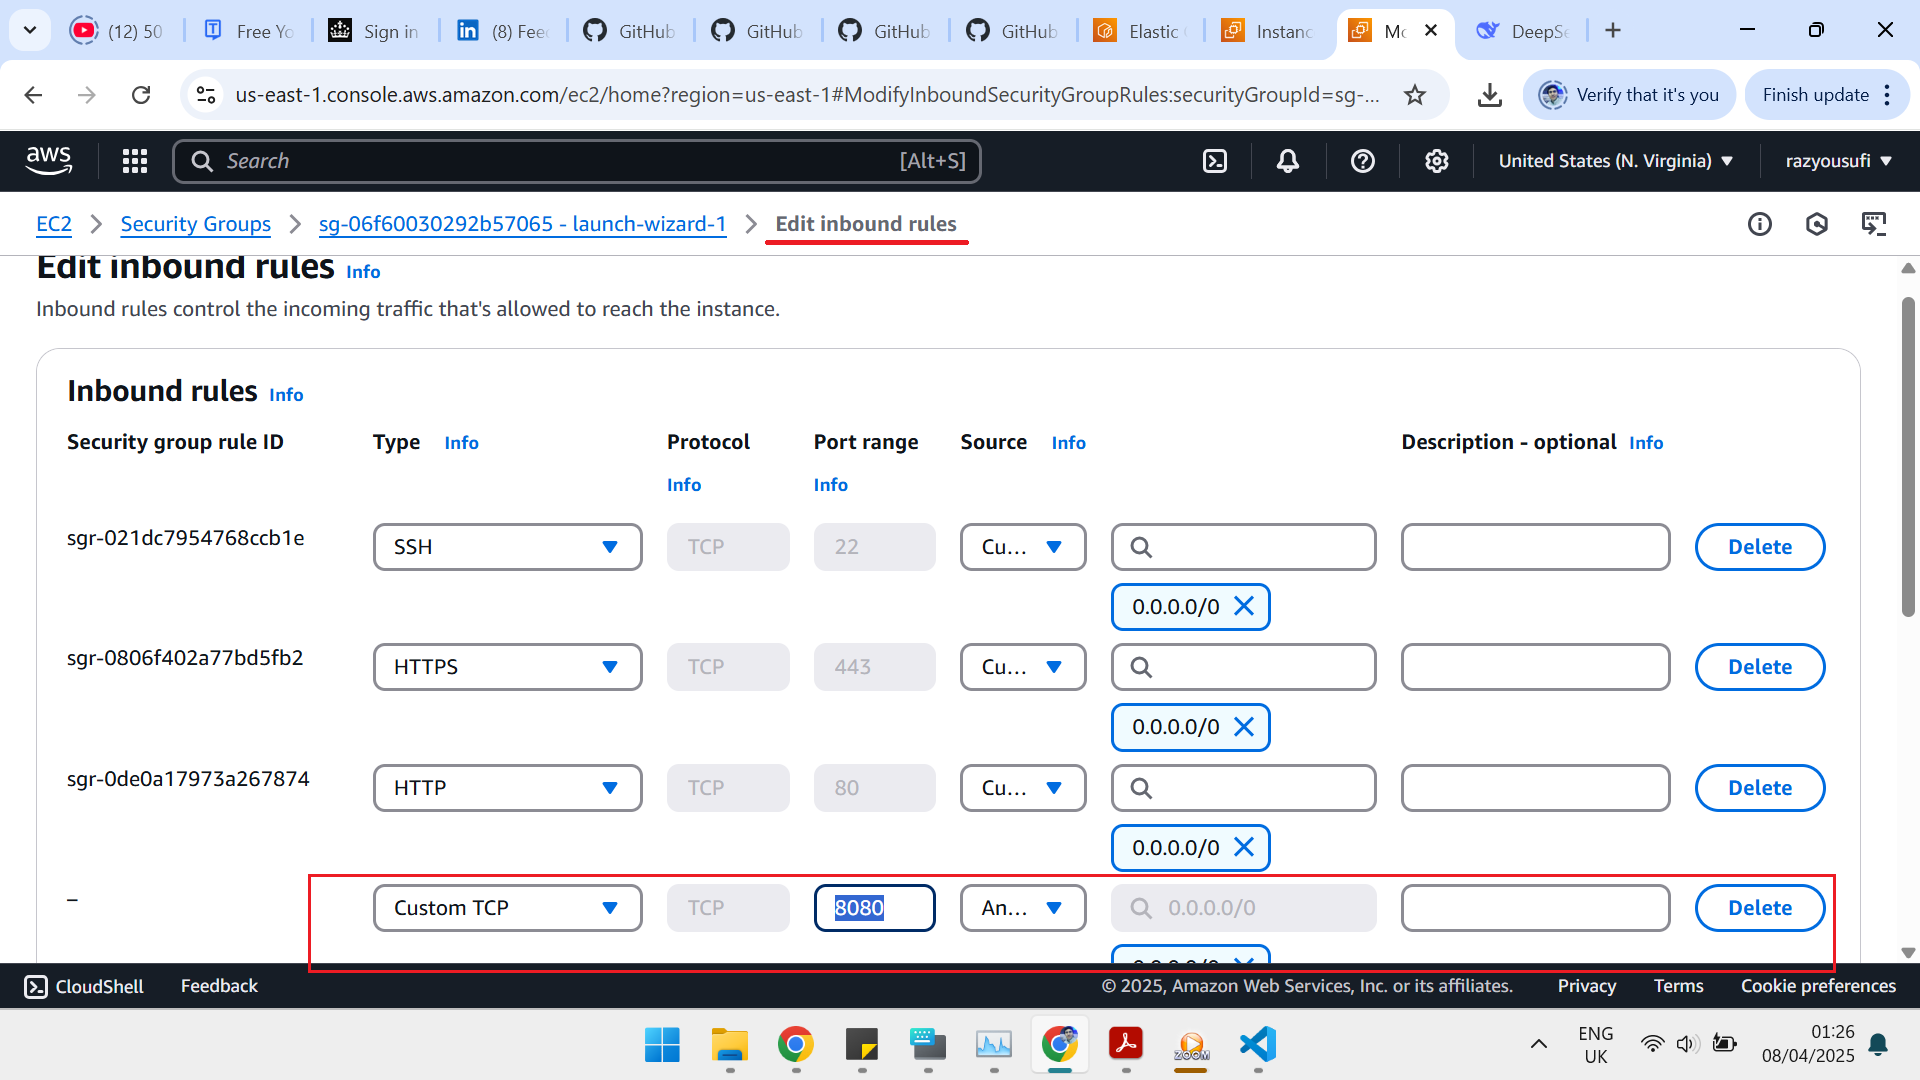 (12) 50
Free Yo
Sign in
(8) Fee
GitHub
GitHub
GitHub
GitHub
Elastic
Instanc
Mo
DeepSe
us-east-1.console.aws.amazon.com/ec2/home?region=us-east-1#ModifyInboundSecurityGroupRules:securityGroupId=sg-...
Verify that it's you
Finish update
aws
Search
[Alt+S]
United States (N. Virginia)
razyousufi
EC2
Security Groups
sg-06f60030292b57065 - launch-wizard-1
Edit inbound rules
Edit inbound rules Info
Inbound rules control the incoming traffic that's allowed to reach the instance.
Inbound rules Info
Security group rule ID
Type Info
Protocol
Info
Port range
Info
Source Info
Description - optional Info
sgr-021dc7954768ccb1e
SSH
TCP
22
Cu...
Delete
0.0.0.0/0
sgr-0806f402a77bd5fb2
HTTPS
TCP
443
Cu...
Delete
0.0.0.0/0
sgr-0de0a17973a267874
HTTP
TCP
80
Cu...
Delete
0.0.0.0/0
–
Custom TCP
TCP
8080
An...
0.0.0.0/0
Delete
0.0.0.0/0
CloudShell
Feedback
© 2025, Amazon Web Services, Inc. or its affiliates.
Privacy
Terms
Cookie preferences
ZOOM
ENG
UK
01:26
08/04/2025